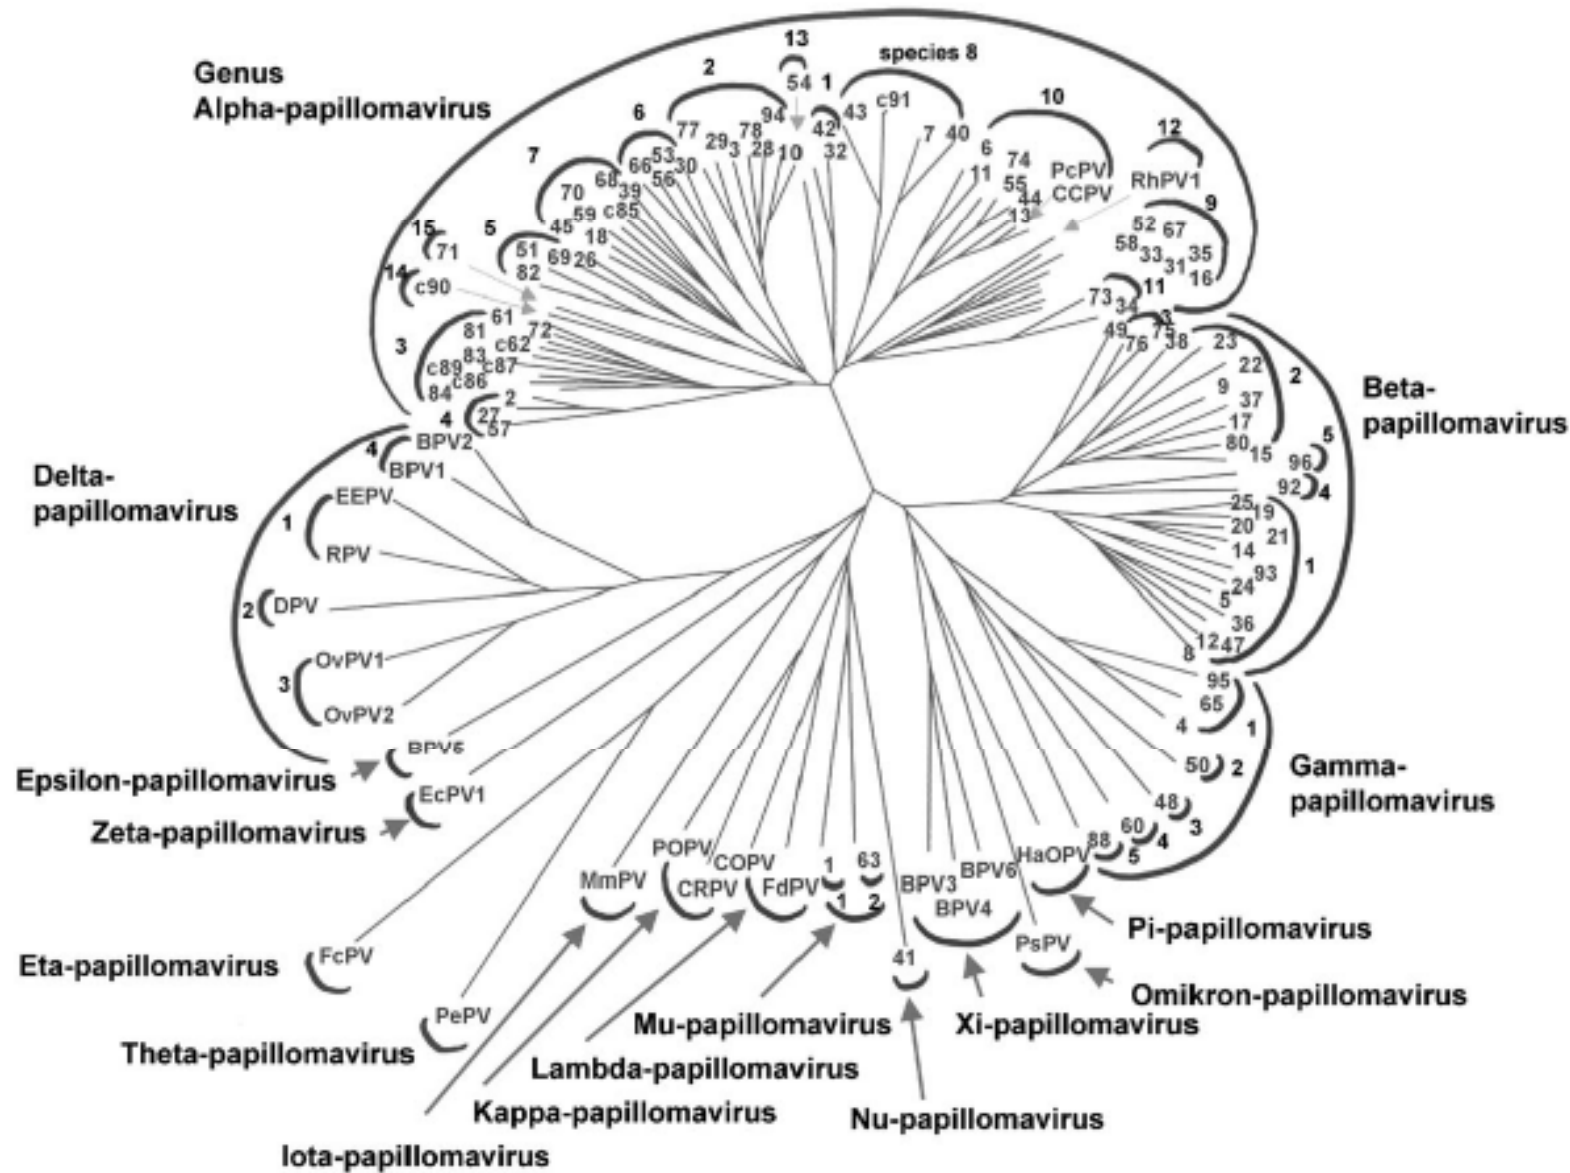 Genus
Alpha-papillomavirus
13
54
2
1
species 8
43
c91
7
40
10
12
6
77
29
3
78
94
28
10
42
32
6
11
74
55
44
13
PcPV
CCPV
RhPV1
7
66
53
30
56
68
39
c85
70
59
45
18
9
52
67
58
33
31
35
16
15
71
5
51
82
69
26
14
c90
11
73
34
3
61
81
72
c62
83
c87
c89
c86
84
4
2
27
57
3
49
76
75
38
23
22
9
37
17
80
15
2
Beta-
papillomavirus
5
96
92
4
25
19
20
21
14
93
24
5
36
12
47
8
1
Delta-
papillomavirus
4
BPV2
BPV1
1
EEPV
RPV
2
DPV
3
OvPV1
OvPV2
95
65
4
1
50
2
48
3
60
4
88
5
Gamma-
papillomavirus
BPV5
Epsilon-papillomavirus
EcPV1
Zeta-papillomavirus
FcPV
Eta-papillomavirus
PePV
Theta-papillomavirus
MmPV
POPV
CRPV
COPV
FdPV
1
63
1
2
41
BPV3
BPV6
BPV4
HaOPV
PsPV
Pi-papillomavirus
Omikron-papillomavirus
Mu-papillomavirus
Xi-papillomavirus
Lambda-papillomavirus
Kappa-papillomavirus
Nu-papillomavirus
Iota-papillomavirus